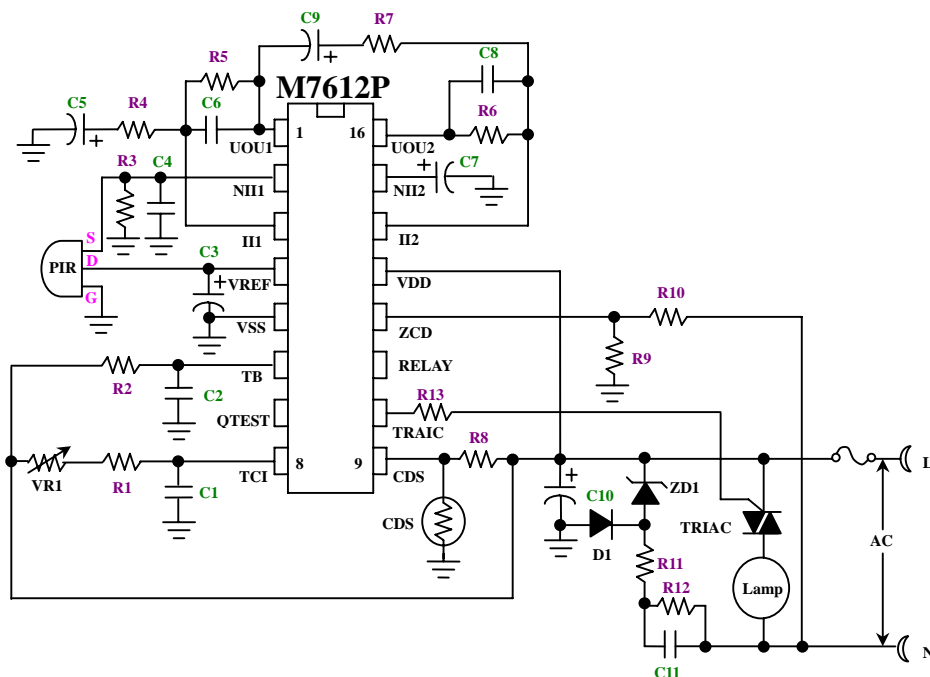 C9
R7
R5
C8
M7612P
C5
R4
C6
R6
1
16
UOU1
UOU2
R3
C4
C7
NII1
NII2
S
II1
II2
PIR
D
C3
VREF
VDD
G
R10
VSS
ZCD
R9
R2
TB
RELAY
C2
R13
QTEST
TRAIC
R8
8
9
L
VR1
R1
TCI
CDS
C1
ZD1
C10
CDS
TRIAC
AC
D1
R11
R12
Lamp
N
C11